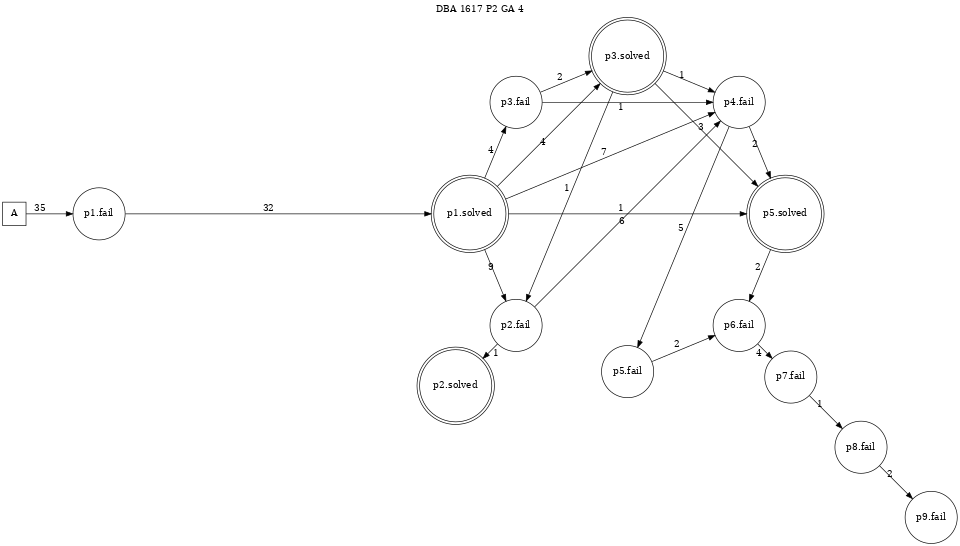 DBA 1617 P2 GA 4
p3.solved
2
1
p3.fail
p4.fail
1
3
4
4
7
2
1
A
35
p1.fail
32
p1.solved
1
6
5
p5.solved
9
2
p2.fail
p6.fail
1
2
4
p5.fail
p7.fail
p2.solved
1
p8.fail
2
p9.fail